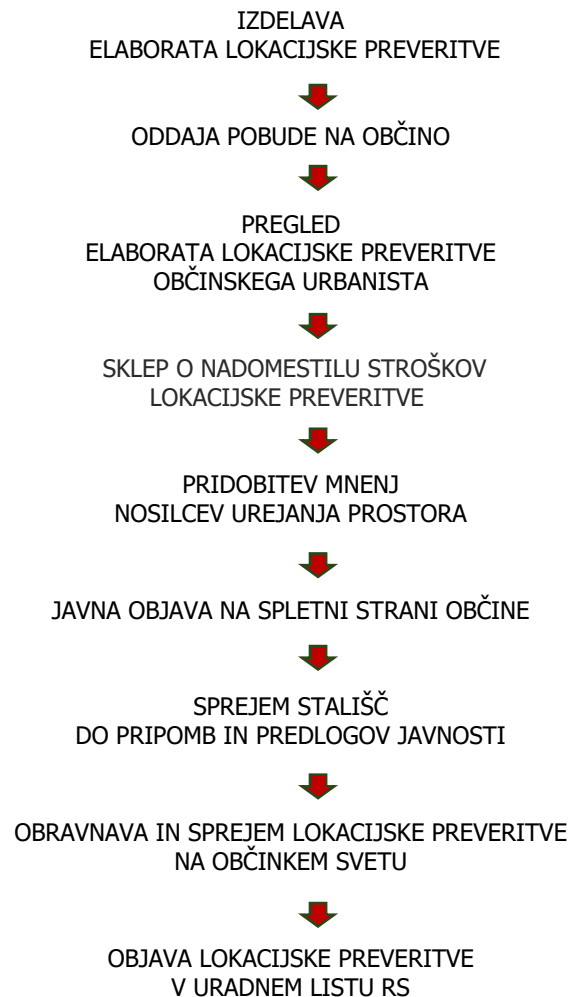 IZDELAVA
ELABORATA LOKACIJSKE PREVERITVE
ODDAJA POBUDE NA OBČINO
PREGLED
ELABORATA LOKACIJSKE PREVERITVE
OBČINSKEGA URBANISTA
SKLEP O NADOMESTILU STROŠKOV
LOKACIJSKE PREVERITVE
PRIDOBITEV MNENJ
NOSILCEV UREJANJA PROSTORA
JAVNA OBJAVA NA SPLETNI STRANI OBČINE
SPREJEM STALIŠČ
DO PRIPOMB IN PREDLOGOV JAVNOSTI
OBRAVNAVA IN SPREJEM LOKACIJSKE PREVERITVE
NA OBČINKEM SVETU
OBJAVA LOKACIJSKE PREVERITVE
V URADNEM LISTU RS